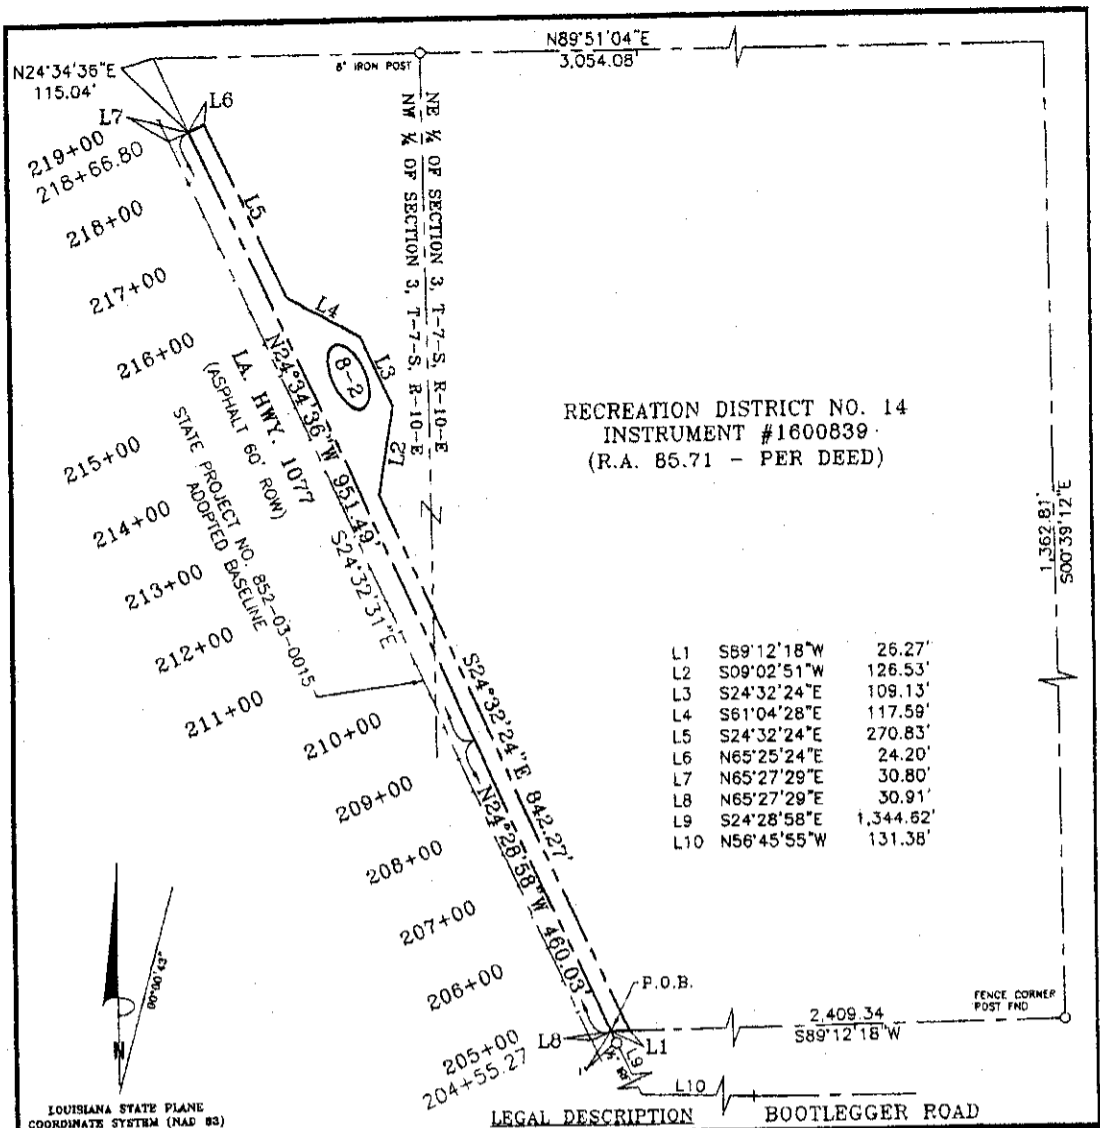 N89°51'04"E
3,054.08'
N24°34'36"E
115.04'
8" IRON POST
L6
L7
219+00
218+66.80
218+00
217+00
216+00
215+00
214+00
213+00
212+00
211+00
210+00
209+00
208+00
207+00
206+00
205+00
204+55.27
L5
L4
L3
8-2
L2
NE ¼ OF SECTION 3, T-7-S, R-10-E
NW ¼ OF SECTION 3, T-7-S, R-10-E
N24°34'36"W 951.49'
LA. HWY. 1077
(ASPHALT 60' ROW)
STATE PROJECT NO. 852-03-0015
ADOPTED BASELINE
S24°32'31"E
RECREATION DISTRICT NO. 14
INSTRUMENT #1600839
(R.A. 85.71 - PER DEED)
1,362.81'
S00°39'12"E
L1 S89°12'18"W 26.27'
L2 S09°02'51"W 126.53'
L3 S24°32'24"E 109.13'
L4 S61°04'28"E 117.59'
L5 S24°32'24"E 270.83'
L6 N65°25'24"E 24.20'
L7 N65°27'29"E 30.80'
L8 N65°27'29"E 30.91'
L9 S24°28'58"E 1,344.62'
L10 N56°45'55"W 131.38'
S24°32'24"E 842.27'
N24°28'58"W 460.03'
P.O.B.
FENCE CORNER
POST FND
2,409.34
S89°12'18"W
L8
L1
L9
L10
00°00'43"
N
LOUISIANA STATE PLANE
COORDINATE SYSTEM (NAD 83)
LEGAL DESCRIPTION
BOOTLEGGER ROAD